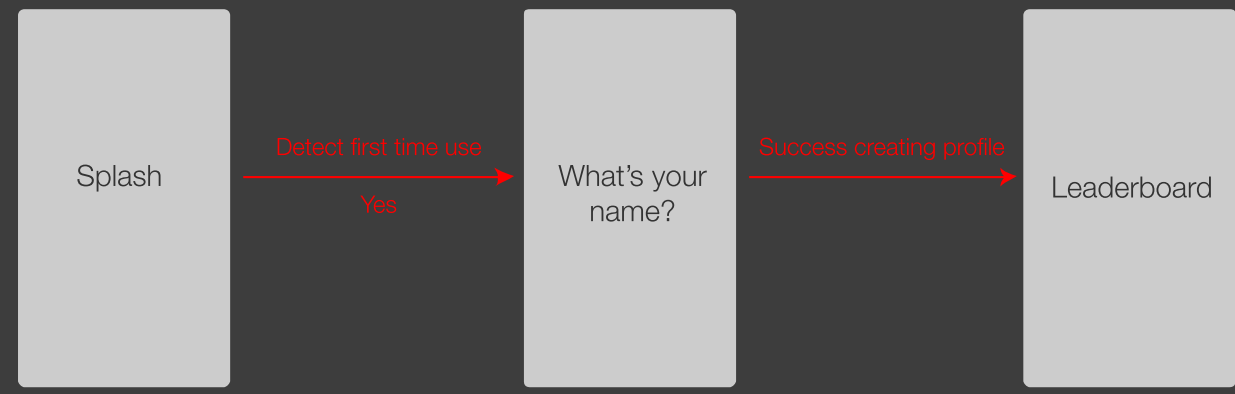 Splash
Detect first time use
Yes
What's your
name?
Success creating profile
Leaderboard